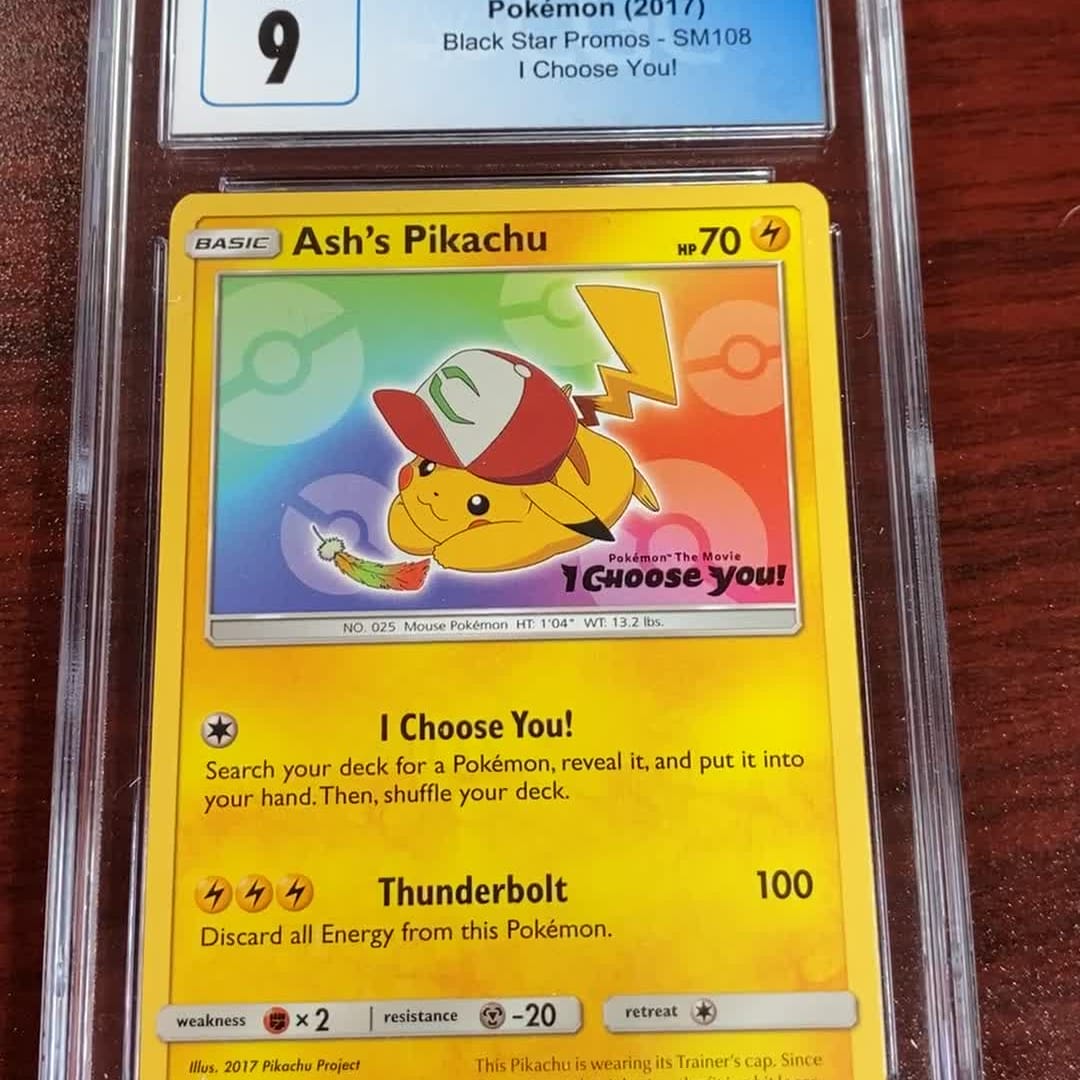 9
Pokémon (2017)
Black Star Promos - SM108
I Choose You!
BASIC Ash's Pikachu HP 70
Pokémon™ The Movie
I Choose You!
NO. 025 Mouse Pokémon HT: 1'04" WT: 13.2 lbs.
I Choose You!
Search your deck for a Pokémon, reveal it, and put it into
your hand. Then, shuffle your deck.
Thunderbolt 100
Discard all Energy from this Pokémon.
weakness × 2 resistance -20 retreat
Illus. 2017 Pikachu Project
This Pikachu is wearing its Trainer's cap. Since